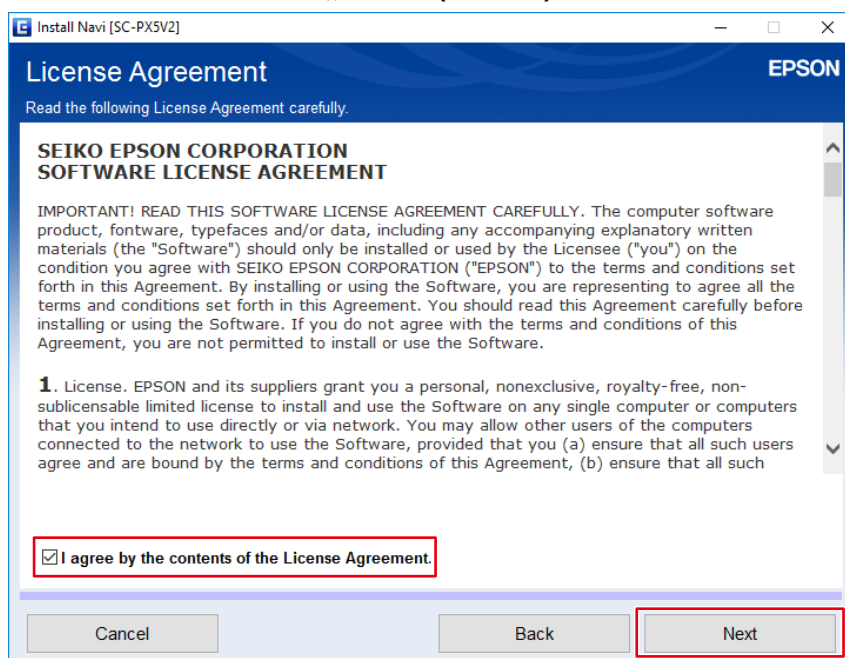 Install Navi [SC-PX5V2]
License Agreement
EPSON
Read the following License Agreement carefully.
SEIKO EPSON CORPORATION
SOFTWARE LICENSE AGREEMENT
IMPORTANT! READ THIS SOFTWARE LICENSE AGREEMENT CAREFULLY. The computer software
product, fontware, typefaces and/or data, including any accompanying explanatory written
materials (the "Software") should only be installed or used by the Licensee ("you") on the
condition you agree with SEIKO EPSON CORPORATION ("EPSON") to the terms and conditions set
forth in this Agreement. By installing or using the Software, you are representing to agree all the
terms and conditions set forth in this Agreement. You should read this Agreement carefully before
installing or using the Software. If you do not agree with the terms and conditions of this
Agreement, you are not permitted to install or use the Software.
1. License. EPSON and its suppliers grant you a personal, nonexclusive, royalty-free, non-
sublicensable limited license to install and use the Software on any single computer or computers
that you intend to use directly or via network. You may allow other users of the computers
connected to the network to use the Software, provided that you (a) ensure that all such users
agree and are bound by the terms and conditions of this Agreement, (b) ensure that all such
I agree by the contents of the License Agreement.
Cancel
Back
Next